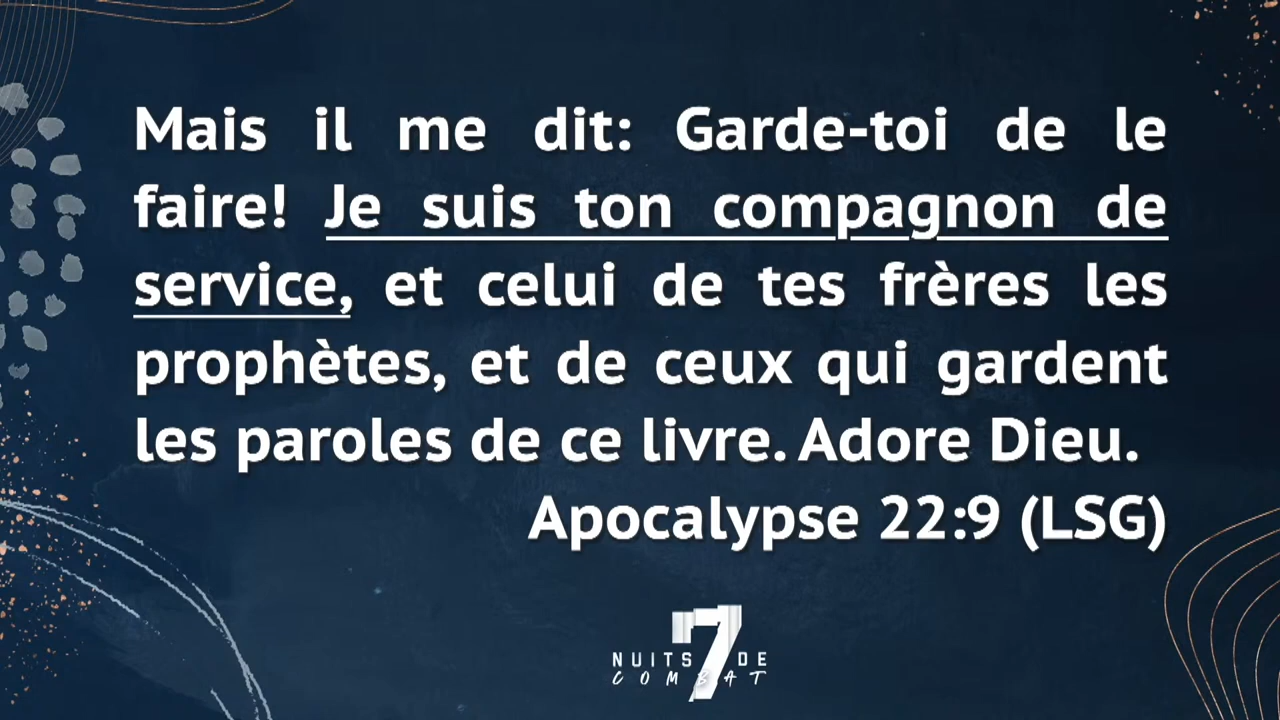 Mais il me dit: Garde-toi de le
faire! Je suis ton compagnon de
service, et celui de tes frères les
prophètes, et de ceux qui gardent
les paroles de ce livre. Adore Dieu.
Apocalypse 22:9 (LSG)
7
NUITS DE
COMBAT